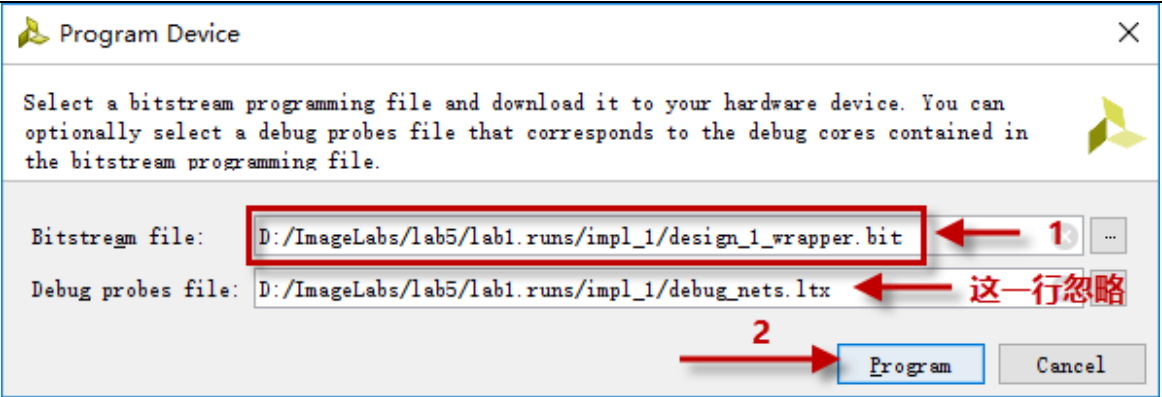 Program Device
Select a bitstream programming file and download it to your hardware device. You can
optionally select a debug probes file that corresponds to the debug cores contained in
the bitstream programming file.
Bitstream file: D:/ImageLabs/lab5/lab1.runs/impl_1/design_1_wrapper.bit 1 ...
Debug probes file: D:/ImageLabs/lab5/lab1.runs/impl_1/debug_nets.ltx 这一行忽略
2
Program Cancel